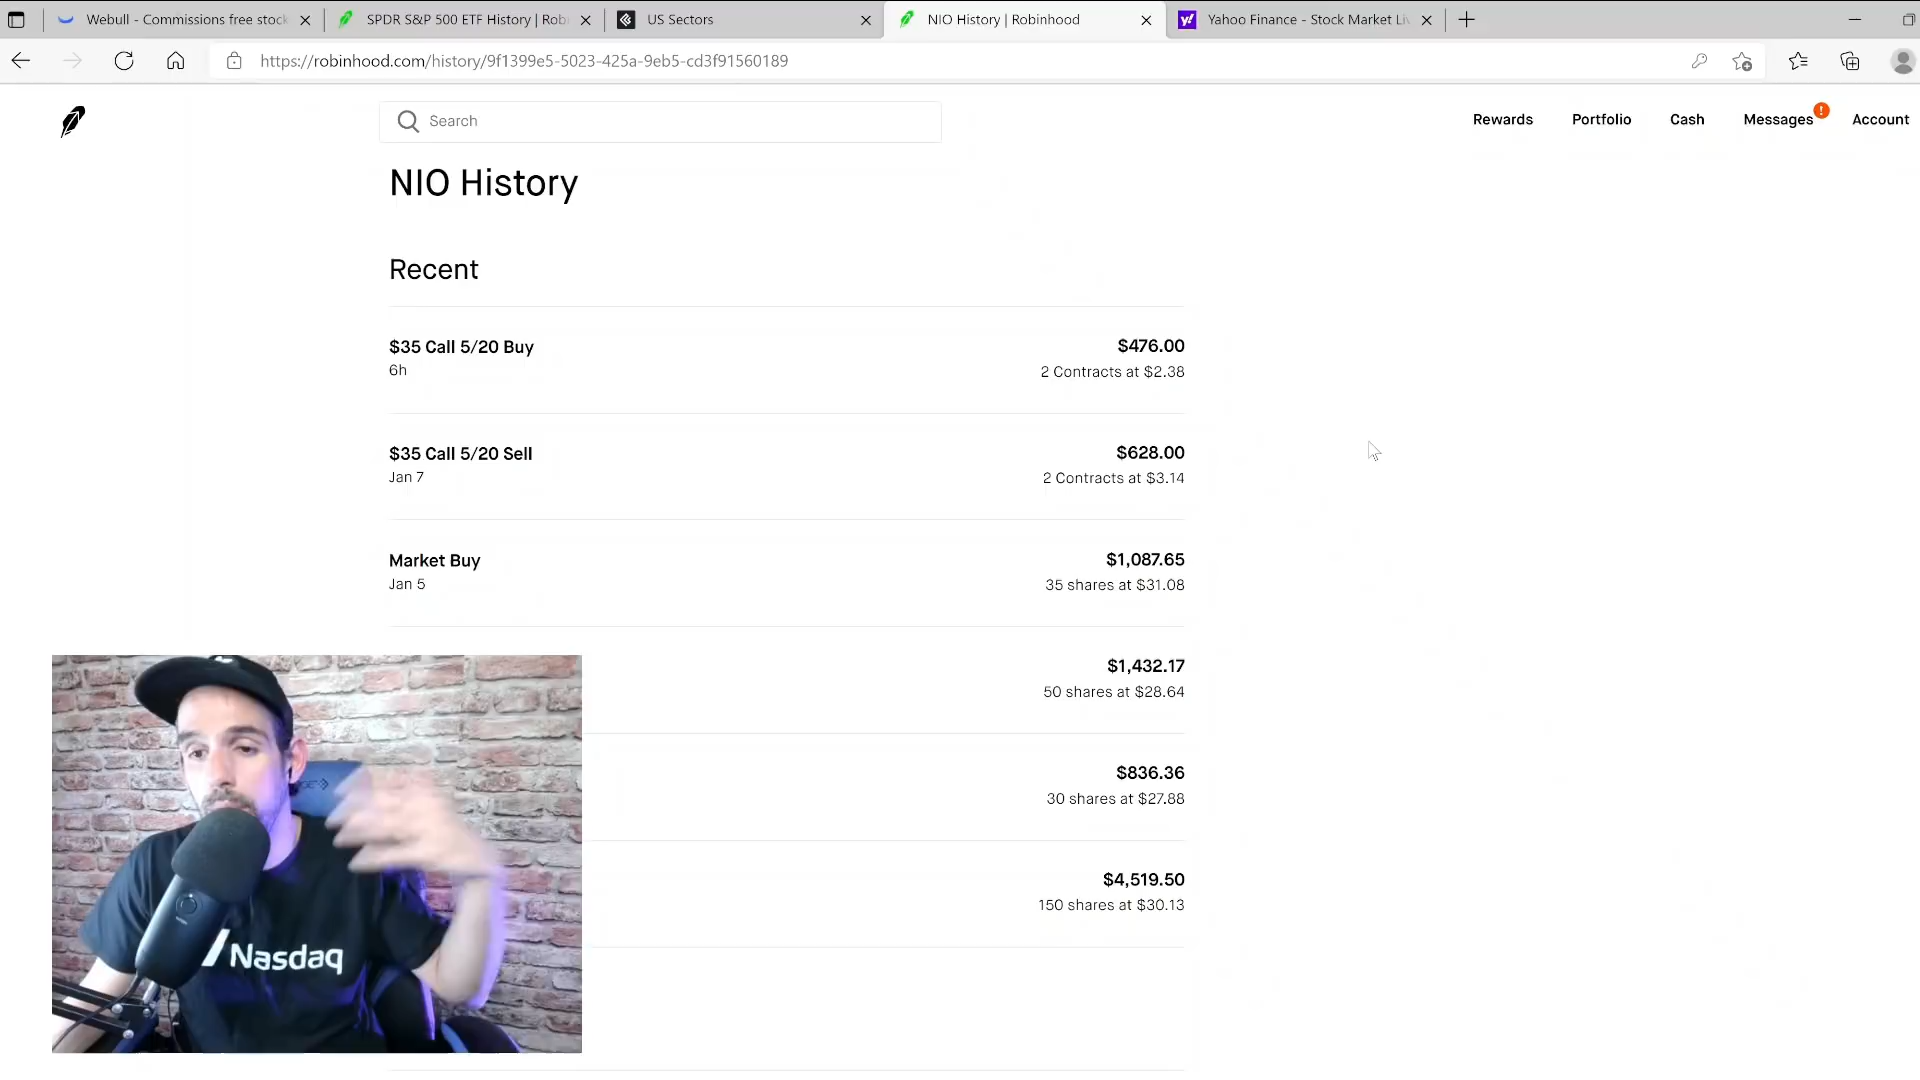 Webull - Commissions free stock
SPDR S&P 500 ETF History | Rob
US Sectors
NIO History | Robinhood
Yahoo Finance - Stock Market Li
https://robinhood.com/history/9f1399e5-5023-425a-9eb5-cd3f91560189
Search
Rewards
Portfolio
Cash
Messages
!
Account
NIO History
Recent
$35 Call 5/20 Buy
$476.00
6h
2 Contracts at $2.38
$35 Call 5/20 Sell
$628.00
Jan 7
2 Contracts at $3.14
Market Buy
$1,087.65
Jan 5
35 shares at $31.08
$1,432.17
50 shares at $28.64
$836.36
30 shares at $27.88
$4,519.50
150 shares at $30.13
Nasdaq